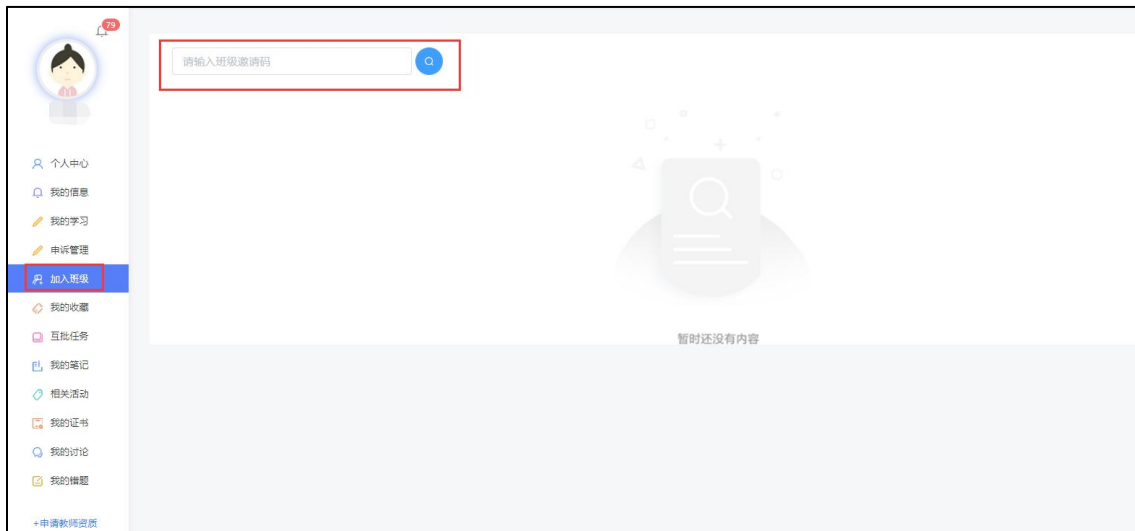 79
请输入班级邀请码
个人中心
我的信息
我的学习
申诉管理
加入班级
我的收藏
互批任务
我的笔记
相关活动
我的证书
我的讨论
我的错题
+申请教师资质
暂时还没有内容